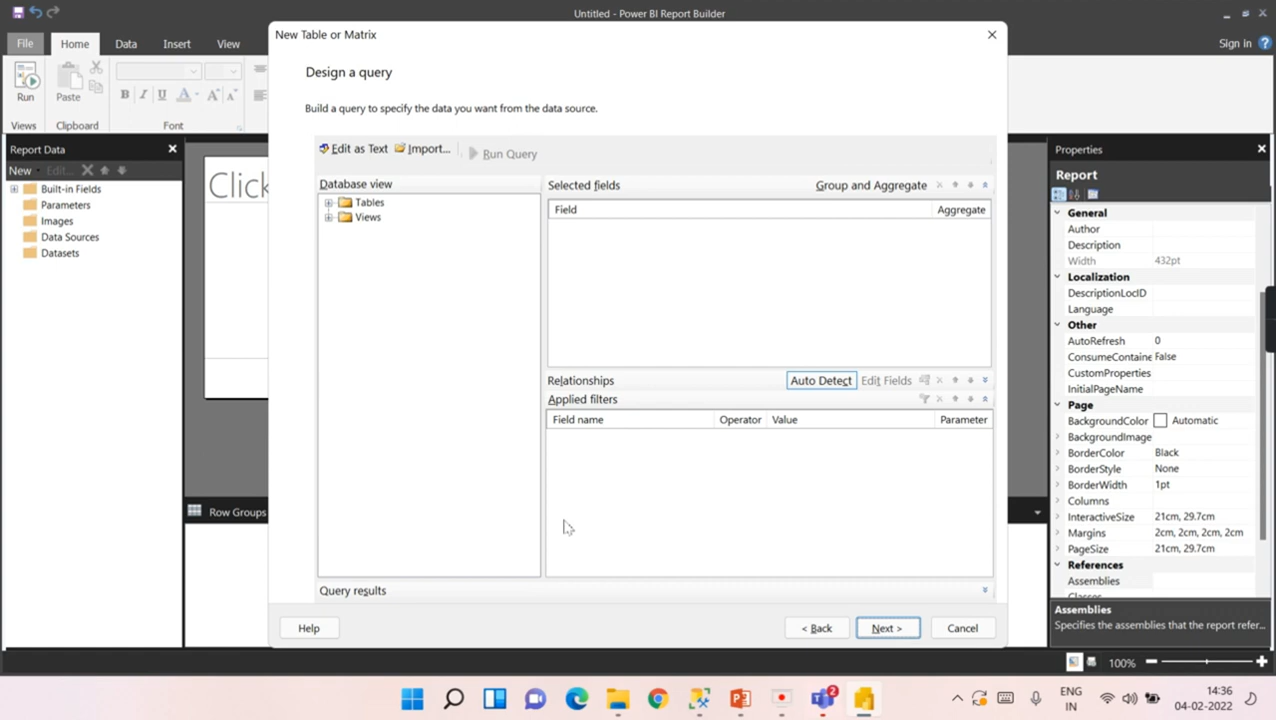 Untitled - Power BI Report Builder
New Table or Matrix
File
Home
Data
Insert
View
Sign in
Design a query
Run
Paste
B I U A A A
Build a query to specify the data you want from the data source.
Views
Clipboard
Font
Report Data
Edit as Text
Import...
Run Query
Properties
New
Edit...
Report
Database view
Selected fields
Group and Aggregate
Built-in Fields
Parameters
Images
Data Sources
Datasets
Click
Tables
Views
Field
Aggregate
General
Author
Description
Width 432pt
Localization
DescriptionLocID
Language
Other
AutoRefresh 0
ConsumeContaine False
CustomProperties
InitialPageName
Page
BackgroundColor Automatic
BackgroundImage
BorderColor Black
BorderStyle None
BorderWidth 1pt
Columns
InteractiveSize 21cm, 29.7cm
Margins 2cm, 2cm, 2cm, 2cm
PageSize 21cm, 29.7cm
References
Assemblies
Relationships
Auto Detect
Edit Fields
Applied filters
Field name
Operator
Value
Parameter
Row Groups
Query results
Help
< Back
Next >
Cancel
Assemblies
Specifies the assemblies that the report refer...
100%
2
ENG
IN
14:36
04-02-2022